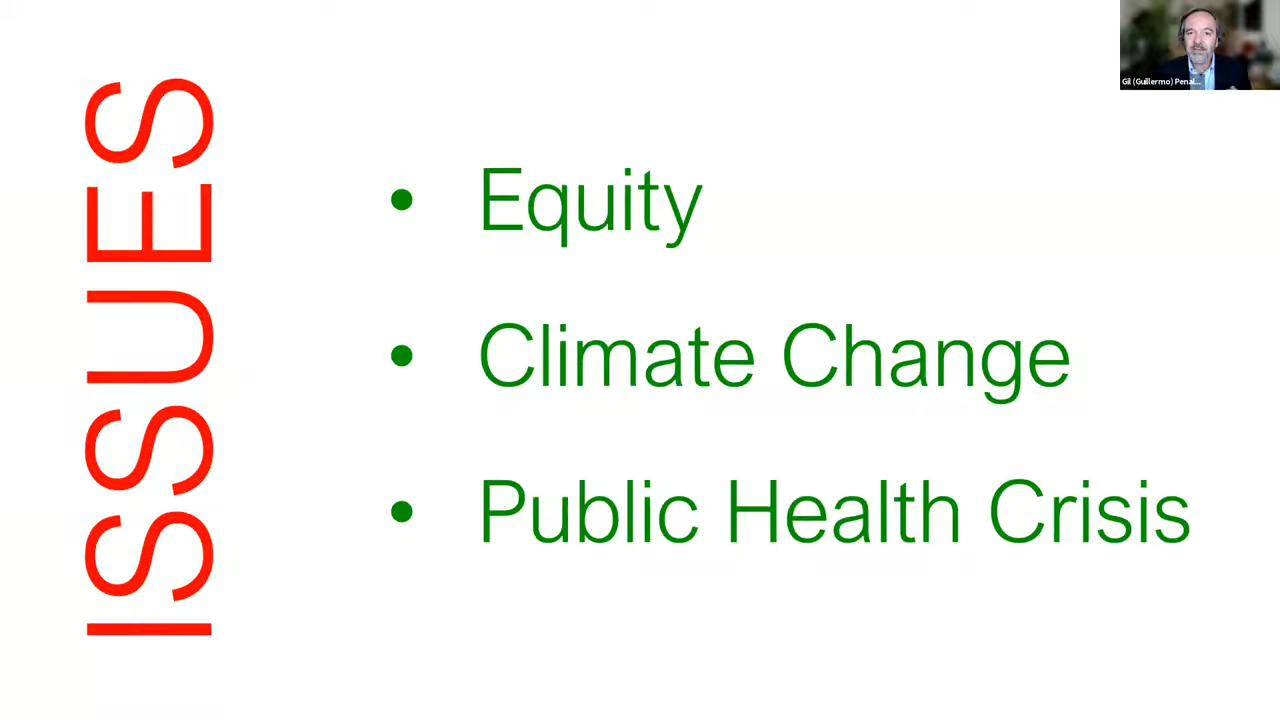 ISSUES
• Equity
• Climate Change
• Public Health Crisis
Gil (Guillermo) Penal...